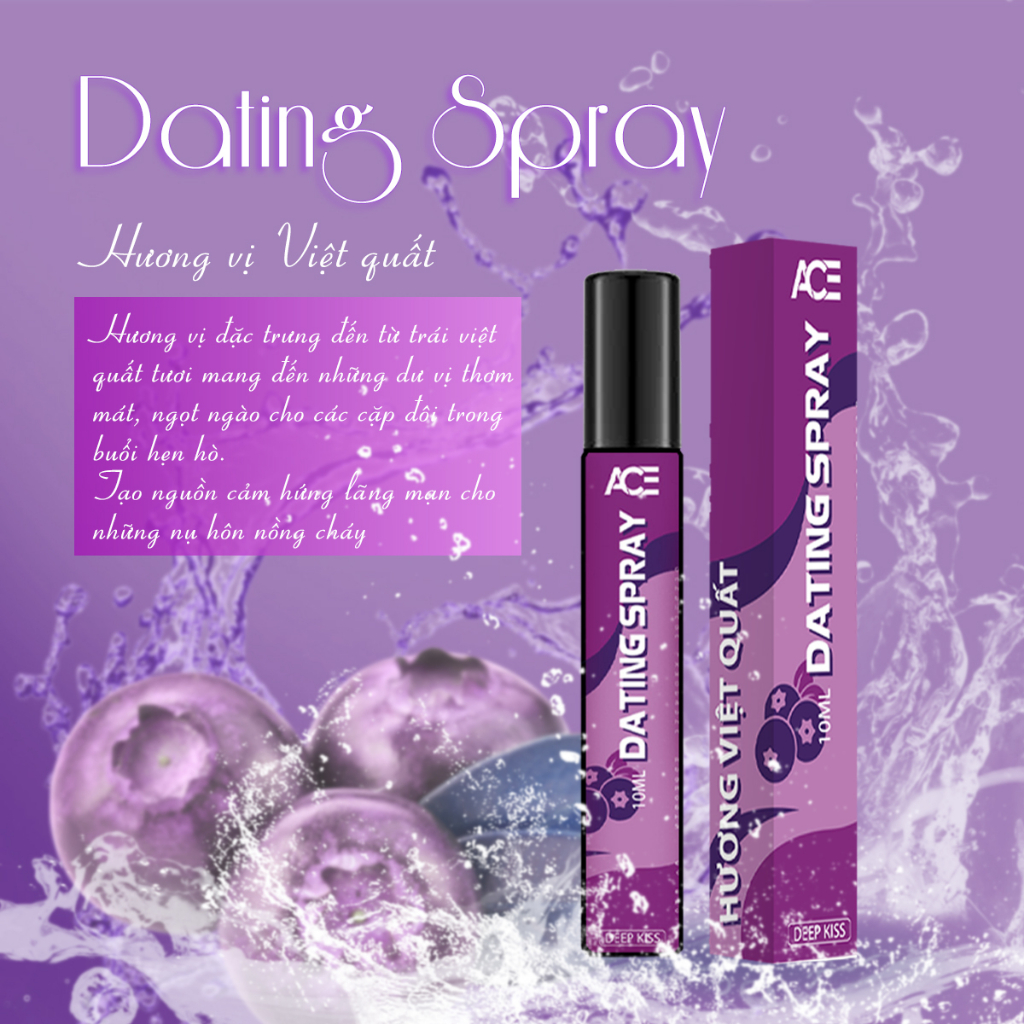 Dating Spray
Hương vị Việt quất
Hương vị đặc trưng đến từ trái việt
quất tươi mang đến những dư vị thơm
mát, ngọt ngào cho các cặp đôi trong
buổi hẹn hò.
Tạo nguồn cảm hứng lãng mạn cho
những nụ hôn nồng cháy
ACE
DATING SPRAY
10ML
DEEP KISS
HƯƠNG VIỆT QUẤT
ACE
DATING SPRAY
10ML
DEEP KISS